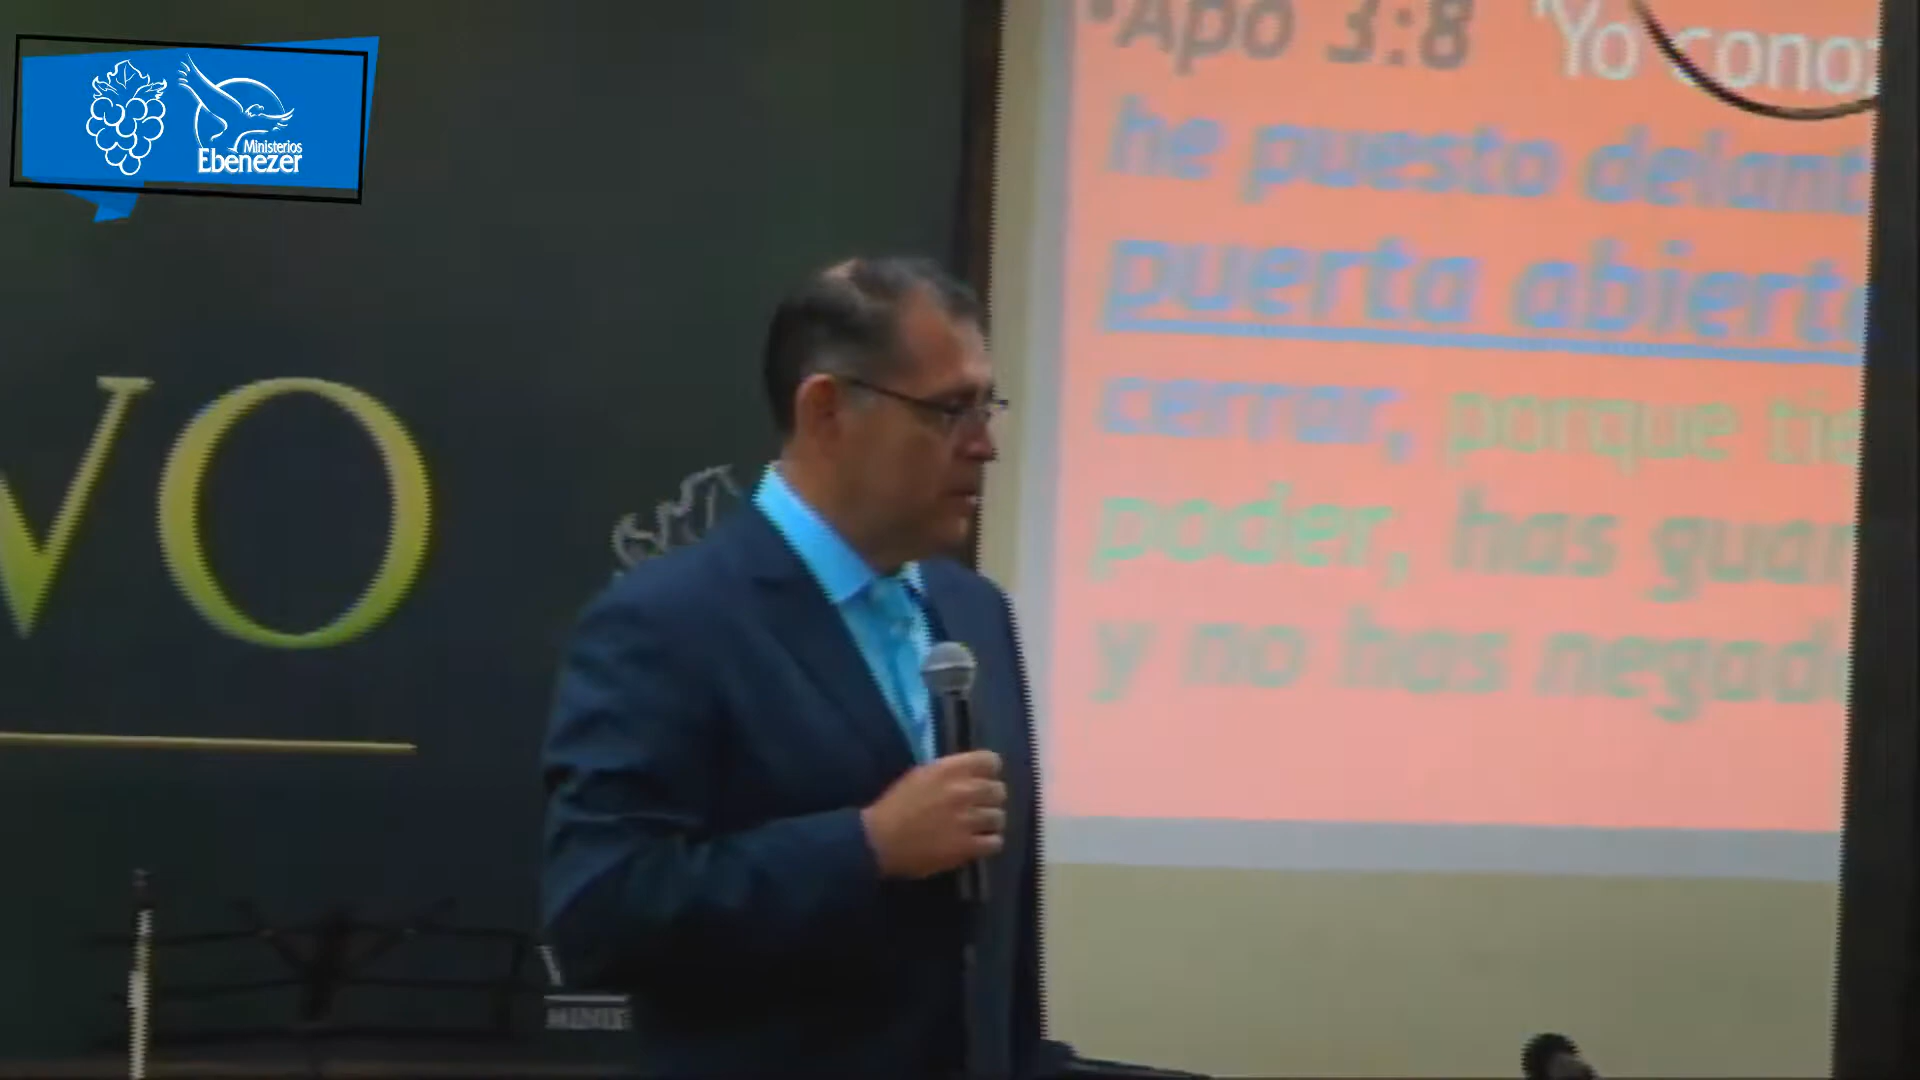 Ministerios
Ebenezer
•Apo 3:8 "Yo conoz
he puesto delant
puerta abierta
cerrar, porque tie
poder, has guar
y no has negad
VO